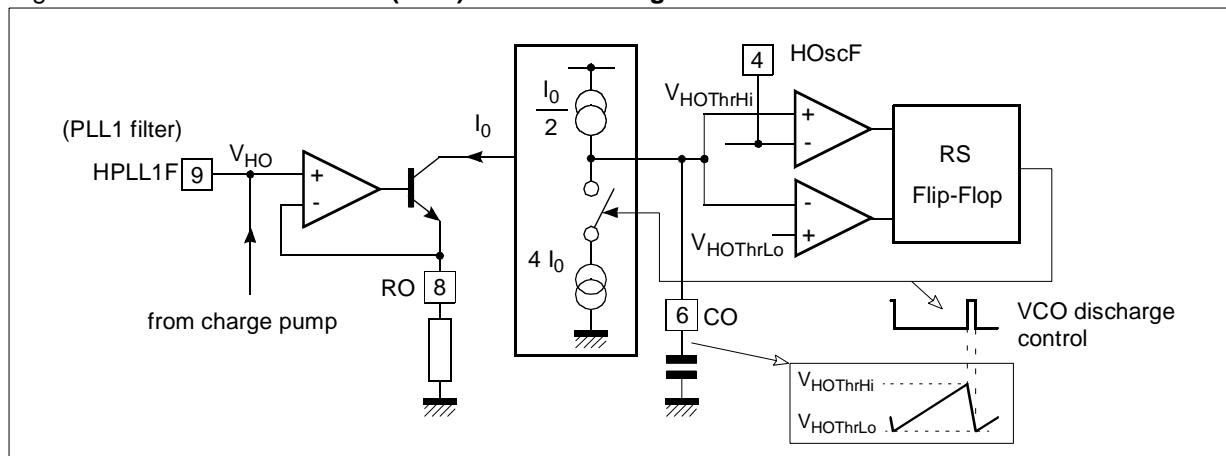 (PLL1 filter)
HPLL1F 9
VHO
+
-
I0
RO 8
from charge pump
I0
2
4 I0
4 HOscF
VHOThrHi
+
-
-
+
VHOThrLo
RS
Flip-Flop
6 CO
VCO discharge
control
VHOThrHi
VHOThrLo